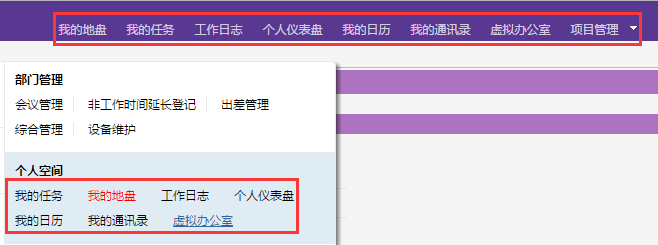 我的地盘 我的任务 工作日志 个人仪表盘 我的日历 我的通讯录 虚拟办公室 项目管理
部门管理
会议管理 非工作时间延长登记 出差管理
综合管理 设备维护
个人空间
我的任务 我的地盘 工作日志 个人仪表盘
我的日历 我的通讯录 虚拟办公室